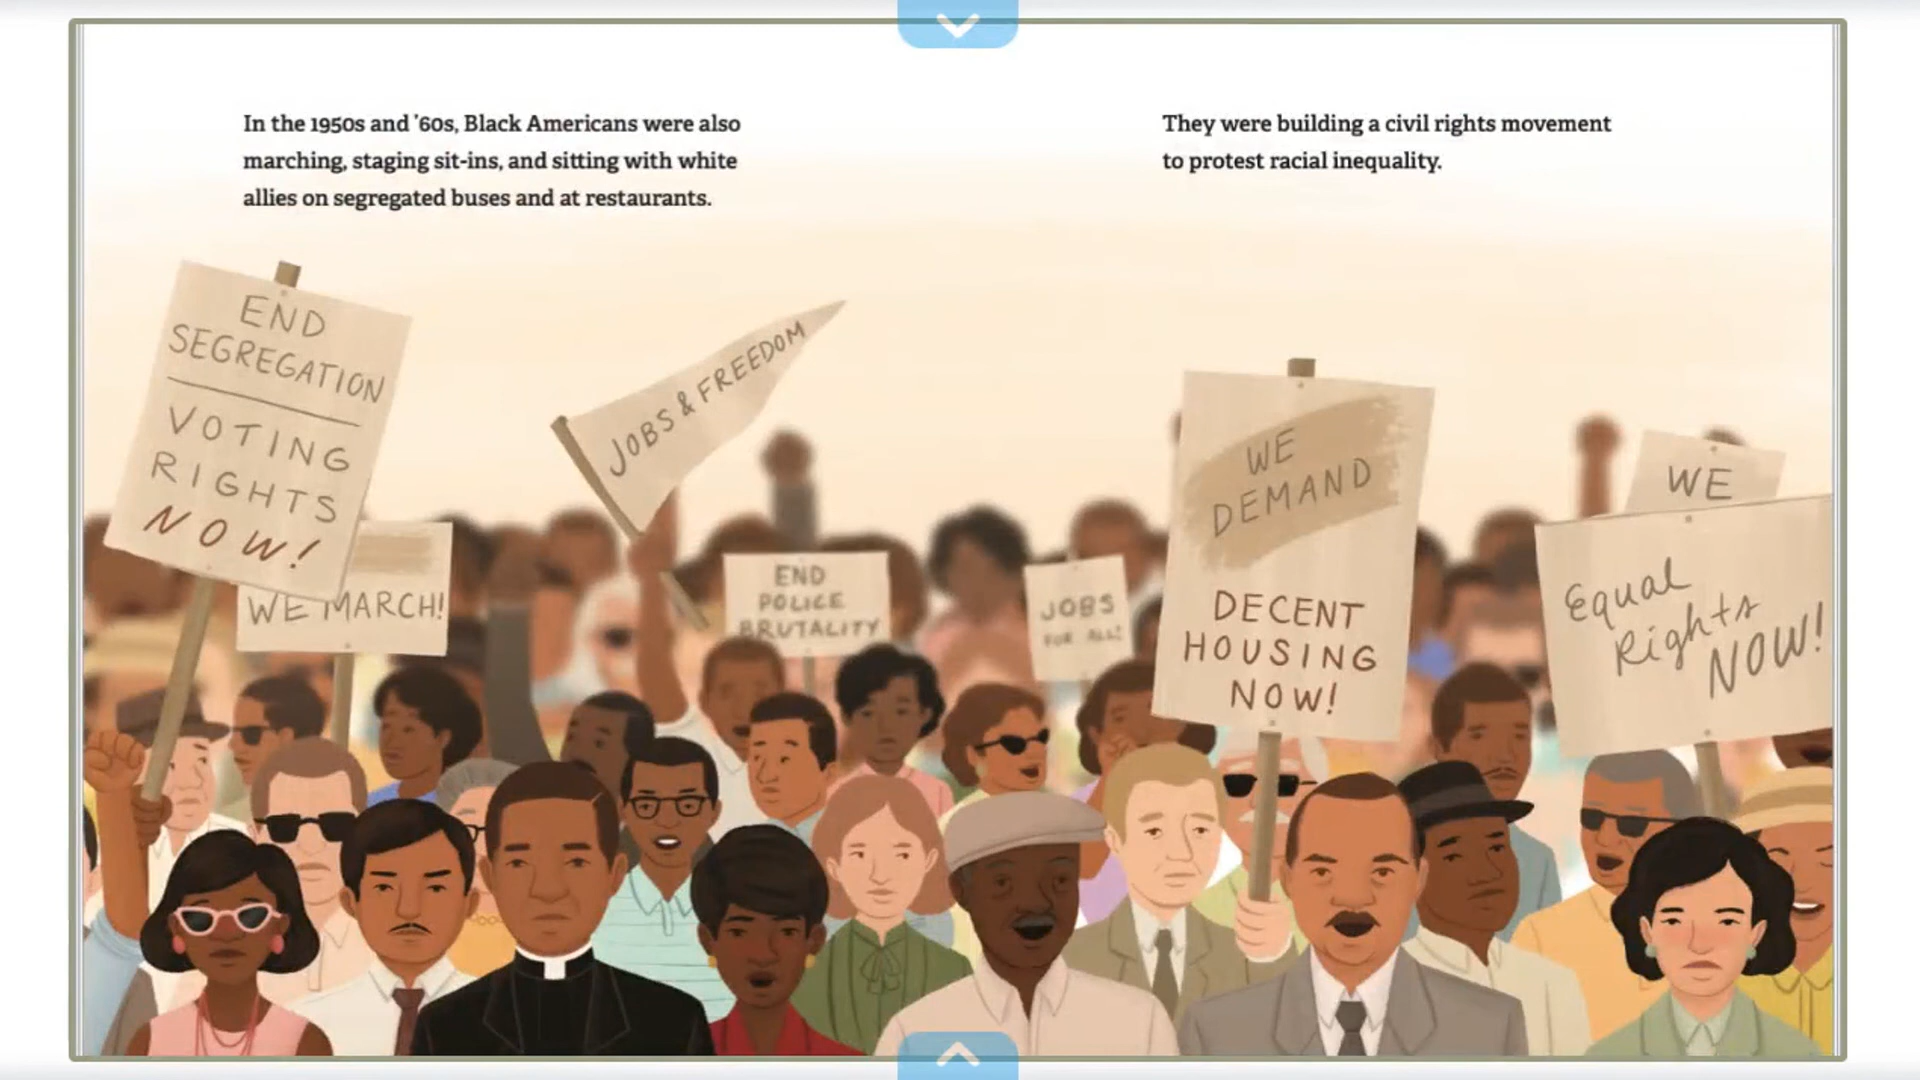 In the 1950s and '60s, Black Americans were also
marching, staging sit-ins, and sitting with white
allies on segregated buses and at restaurants.
They were building a civil rights movement
to protest racial inequality.
END
SEGREGATION
VOTING
RIGHTS
NOW!
WE MARCH!
JOBS & FREEDOM
END
POLICE
BRUTALITY
JOBS
FOR ALL!
WE
DEMAND
DECENT
HOUSING
NOW!
WE
Equal
Rights
NOW!